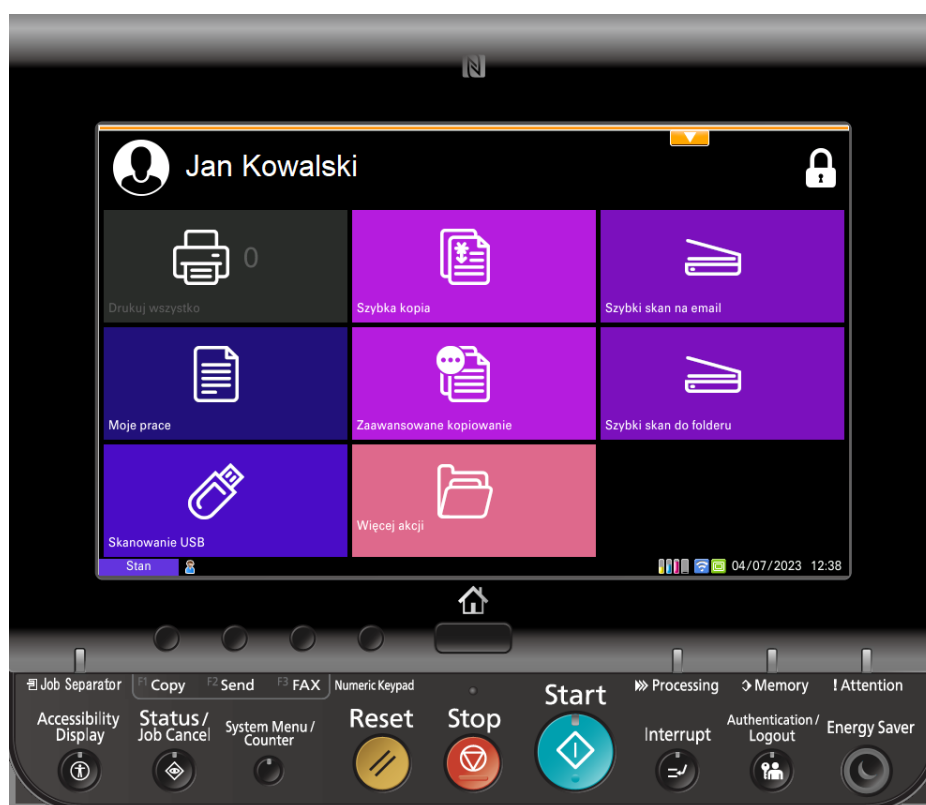 Jan Kowalski
0
Drukuj wszystko
Szybka kopia
Szybki skan na email
Moje prace
Zaawansowane kopiowanie
Szybki skan do folderu
Skanowanie USB
Więcej akcji
Stan
04/07/2023 12:38
Job Separator
F1 Copy
F2 Send
F3 FAX
Numeric Keypad
Processing
Memory
! Attention
Accessibility
Display
Status/
Job Cancel
System Menu/
Counter
Reset
Stop
Start
Interrupt
Authentication/
Logout
Energy Saver